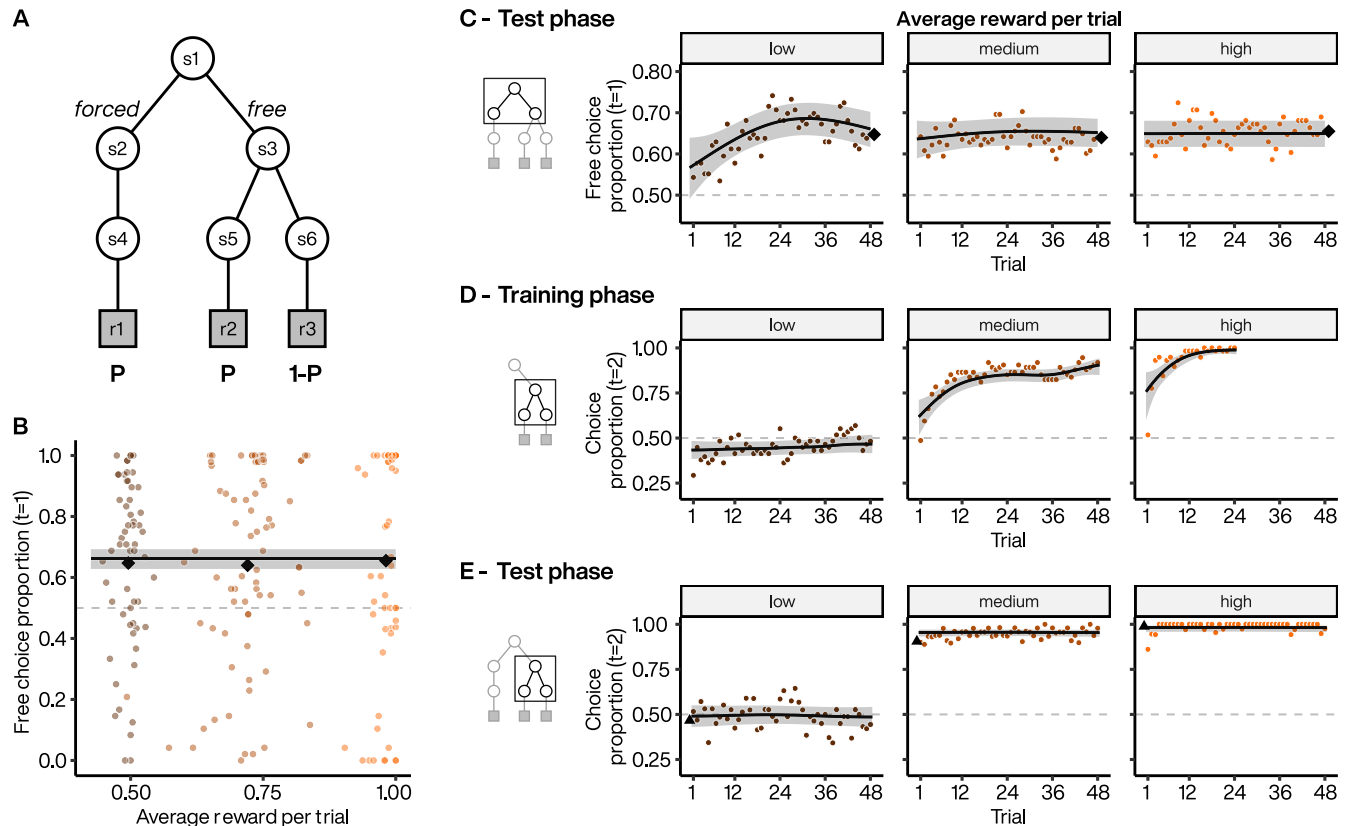 A
s1
forced
free
s2
s3
s4
s5
s6
r1
r2
r3
P
P
1-P
B
Free choice proportion (t=1)
1.0
0.8
0.6
0.4
0.2
0.0
0.50
0.75
1.00
Average reward per trial
C - Test phase
Average reward per trial
low
medium
high
Free choice
proportion (t=1)
0.80
0.70
0.60
0.50
1 12 24 36 48
1 12 24 36 48
1 12 24 36 48
Trial
D - Training phase
low
medium
high
Choice
proportion (t=2)
1.00
0.75
0.50
0.25
1 12 24 36 48
1 12 24 36 48
1 12 24 36 48
Trial
E - Test phase
low
medium
high
Choice
proportion (t=2)
1.00
0.75
0.50
0.25
1 12 24 36 48
1 12 24 36 48
1 12 24 36 48
Trial